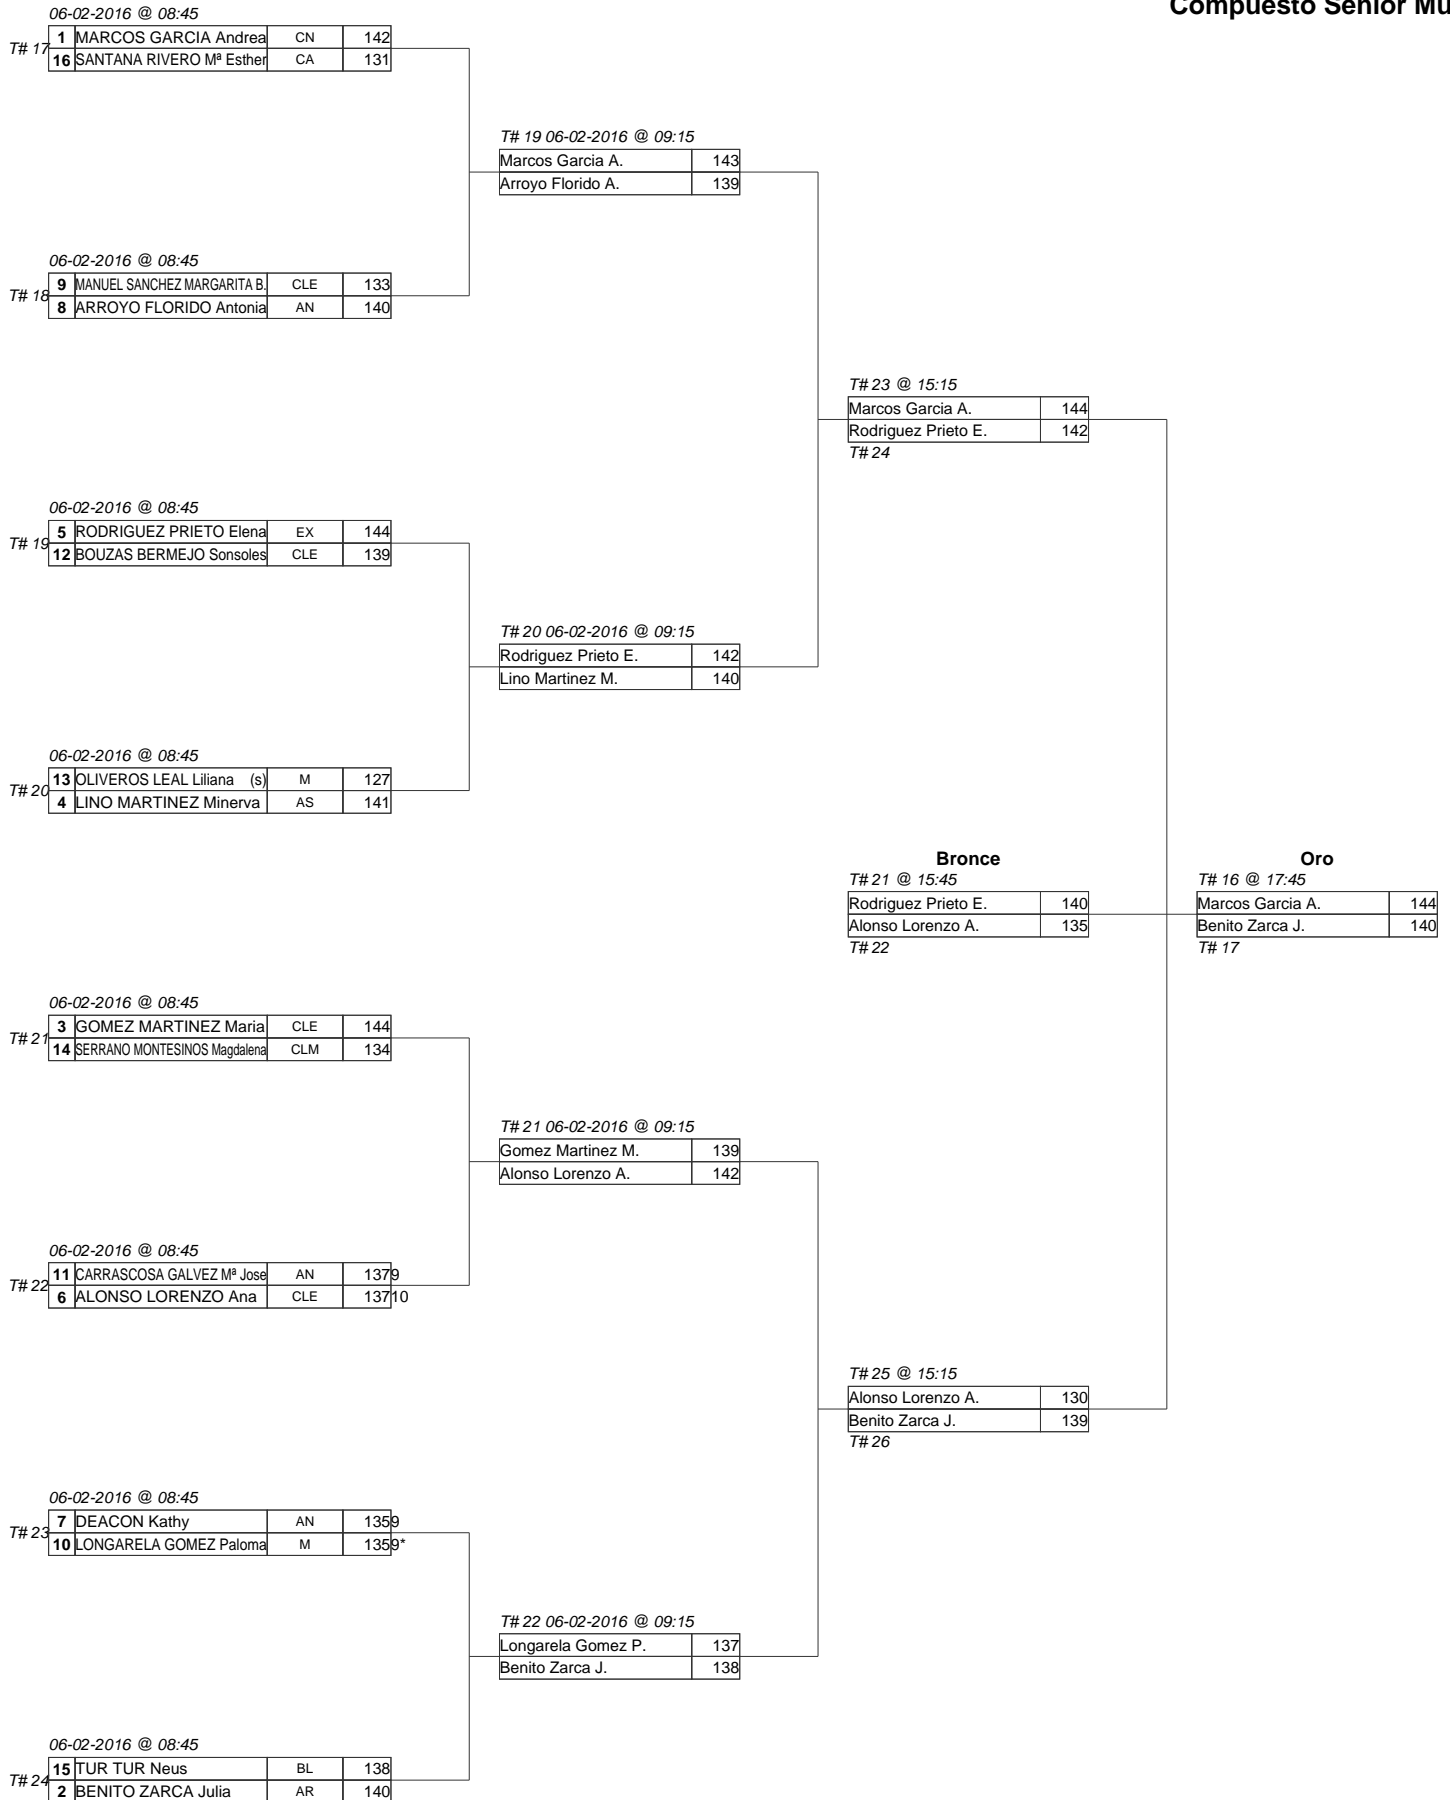 Compuesto Senior Mu
06-02-2016 @ 08:45
T# 17
1 MARCOS GARCIA Andrea CN 142
16 SANTANA RIVERO Mª Esther CA 131
T# 19 06-02-2016 @ 09:15
Marcos Garcia A. 143
Arroyo Florido A. 139
06-02-2016 @ 08:45
T# 18
9 MANUEL SANCHEZ MARGARITA B. CLE 133
8 ARROYO FLORIDO Antonia AN 140
T# 23 @ 15:15
Marcos Garcia A. 144
Rodriguez Prieto E. 142
T# 24
06-02-2016 @ 08:45
T# 19
5 RODRIGUEZ PRIETO Elena EX 144
12 BOUZAS BERMEJO Sonsoles CLE 139
T# 20 06-02-2016 @ 09:15
Rodriguez Prieto E. 142
Lino Martinez M. 140
06-02-2016 @ 08:45
T# 20
13 OLIVEROS LEAL Liliana (s) M 127
4 LINO MARTINEZ Minerva AS 141
Bronce
T# 21 @ 15:45
Rodriguez Prieto E. 140
Alonso Lorenzo A. 135
T# 22
Oro
T# 16 @ 17:45
Marcos Garcia A. 144
Benito Zarca J. 140
T# 17
06-02-2016 @ 08:45
T# 21
3 GOMEZ MARTINEZ Maria CLE 144
14 SERRANO MONTESINOS Magdalena CLM 134
T# 21 06-02-2016 @ 09:15
Gomez Martinez M. 139
Alonso Lorenzo A. 142
06-02-2016 @ 08:45
T# 22
11 CARRASCOSA GALVEZ Mª Jose AN 137 9
6 ALONSO LORENZO Ana CLE 137 10
T# 25 @ 15:15
Alonso Lorenzo A. 130
Benito Zarca J. 139
T# 26
06-02-2016 @ 08:45
T# 23
7 DEACON Kathy AN 135 9
10 LONGARELA GOMEZ Paloma M 135 9*
T# 22 06-02-2016 @ 09:15
Longarela Gomez P. 137
Benito Zarca J. 138
06-02-2016 @ 08:45
T# 24
15 TUR TUR Neus BL 138
2 BENITO ZARCA Julia AR 140